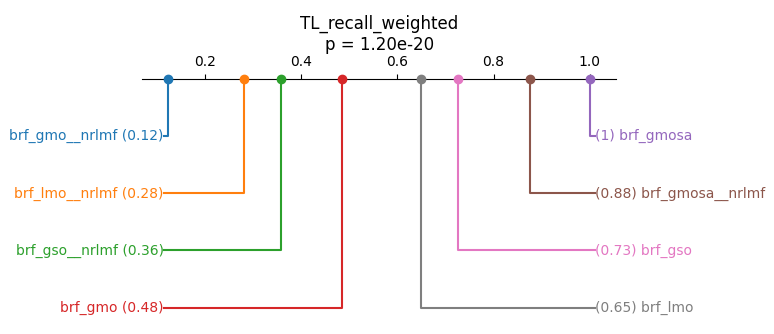 TL_recall_weighted
p = 1.20e-20
0.2 0.4 0.6 0.8 1.0
brf_gmo__nrlmf (0.12) (1) brf_gmosa
brf_lmo__nrlmf (0.28) (0.88) brf_gmosa__nrlmf
brf_gso__nrlmf (0.36) (0.73) brf_gso
brf_gmo (0.48) (0.65) brf_lmo